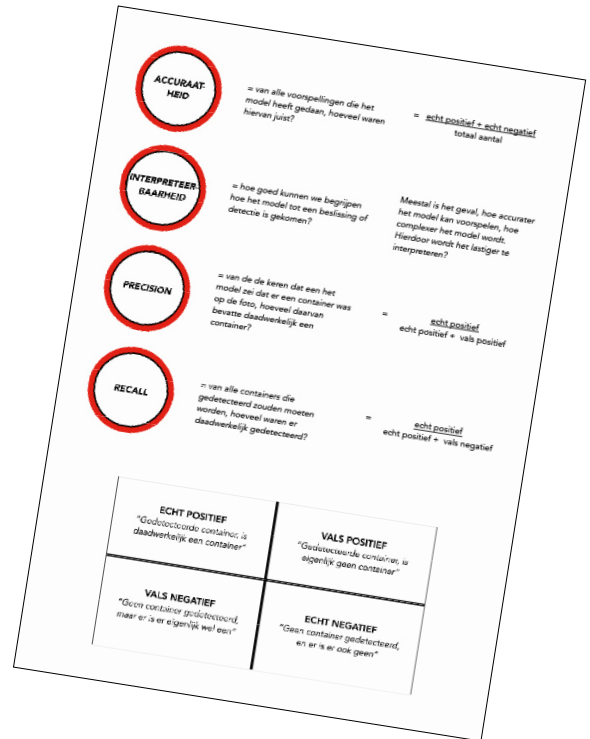 ACCURAAT-
HEID
= van alle voorspellingen die het
model heeft gedaan, hoeveel waren
hiervan juist?
= echt positief + echt negatief
totaal aantal
INTERPRETEER-
BAARHEID
= hoe goed kunnen we begrijpen
hoe het model tot een beslissing of
detectie is gekomen?
Meestal is het geval, hoe accurater
het model kan voorspelen, hoe
complexer het model wordt.
Hierdoor wordt het lastiger te
interpreteren?
PRECISION
= van de de keren dat een het
model zei dat er een container was
op de foto, hoeveel daarvan
bevatte daadwerkelijk een
container?
= echt positief
echt positief + vals positief
RECALL
= van alle containers die
gedetecteerd zouden moeten
worden, hoeveel waren er
daadwerkelijk gedetecteerd?
= echt positief
echt positief + vals negatief
ECHT POSITIEF
"Gedetecteerde container, is
daadwerkelijk een container"
VALS POSITIEF
"Gedetecteerde container, is
eigenlijk geen container"
VALS NEGATIEF
"Geen container gedetecteerd,
maar er is er eigenlijk wel een"
ECHT NEGATIEF
"Geen container gedetecteerd,
en er is er ook geen"